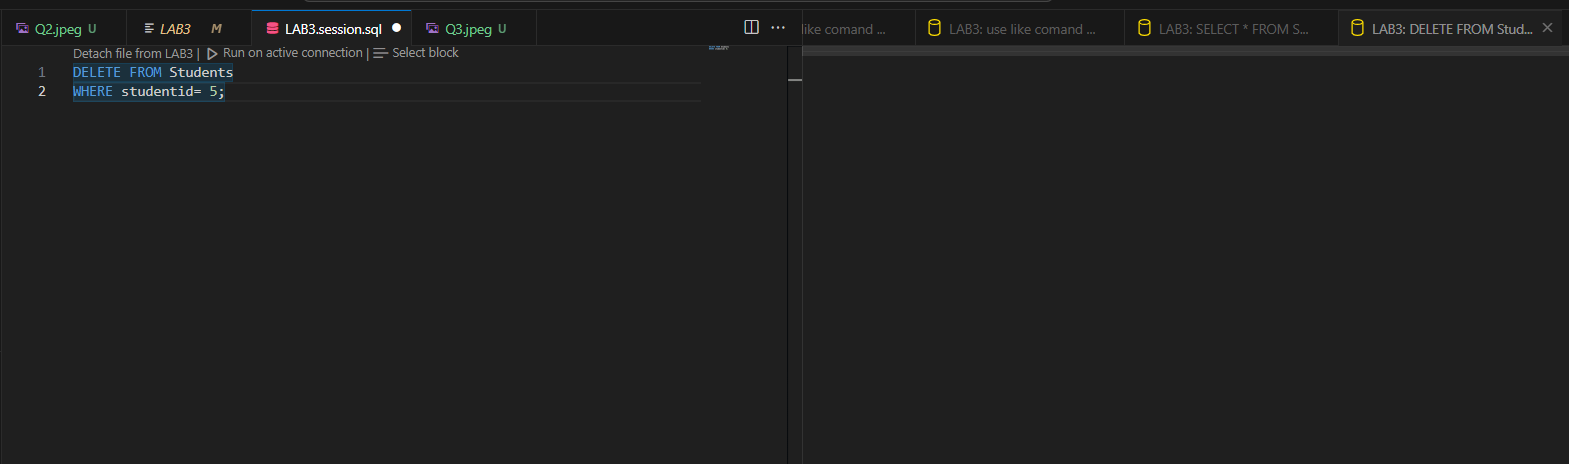 Q2.jpeg U LAB3 M LAB3.session.sql Q3.jpeg U ··· like comand ... LAB3: use like comand ... LAB3: SELECT * FROM S... LAB3: DELETE FROM Stud...
Detach file from LAB3 | Run on active connection | Select block
1 DELETE FROM Students
2 WHERE studentid= 5;